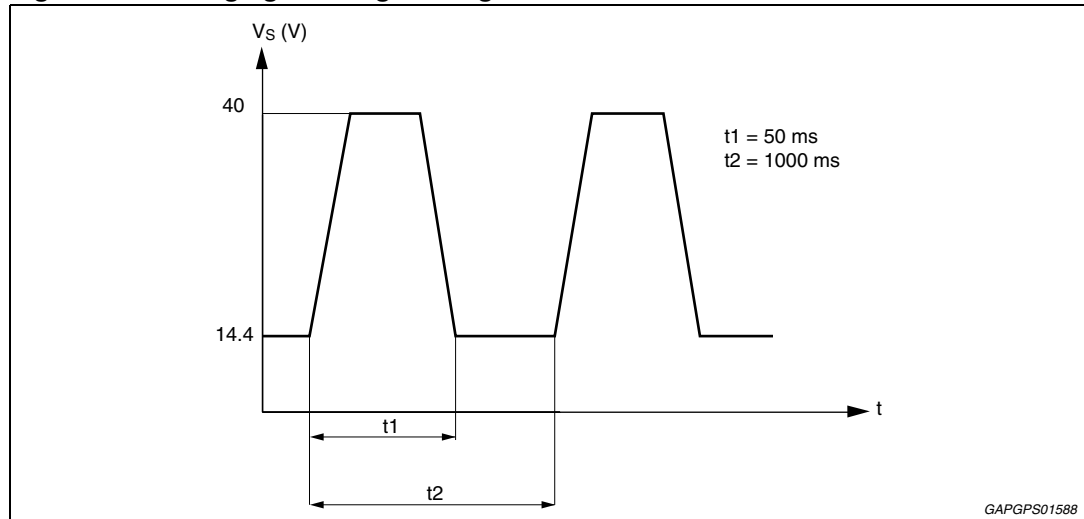 V_S (V)
40
t1 = 50 ms
t2 = 1000 ms
14.4
t
t1
t2
GAPGPS01588